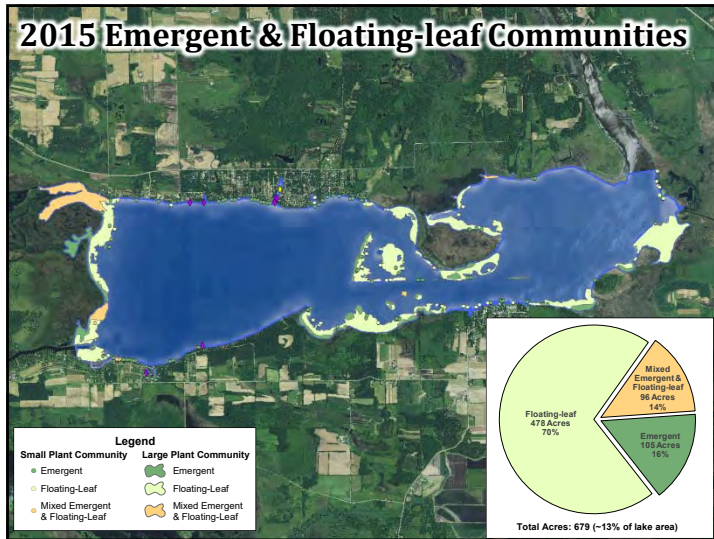 2015 Emergent & Floating-leaf Communities
Legend
Small Plant Community
Large Plant Community
Emergent
Emergent
Floating-Leaf
Floating-Leaf
Mixed Emergent
& Floating-Leaf
Mixed Emergent
& Floating-Leaf
Floating-leaf
478 Acres
70%
Mixed
Emergent &
Floating-leaf
96 Acres
14%
Emergent
105 Acres
16%
Total Acres: 679 (~13% of lake area)